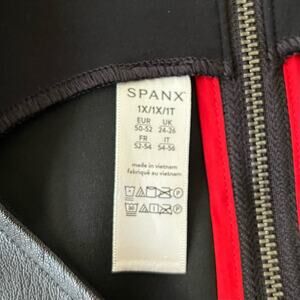 SPANX
1X/1X/1T
EUR UK
50-52 24-26
FR IT
52-54 54-56
made in vietnam
fabriqué au vietnam